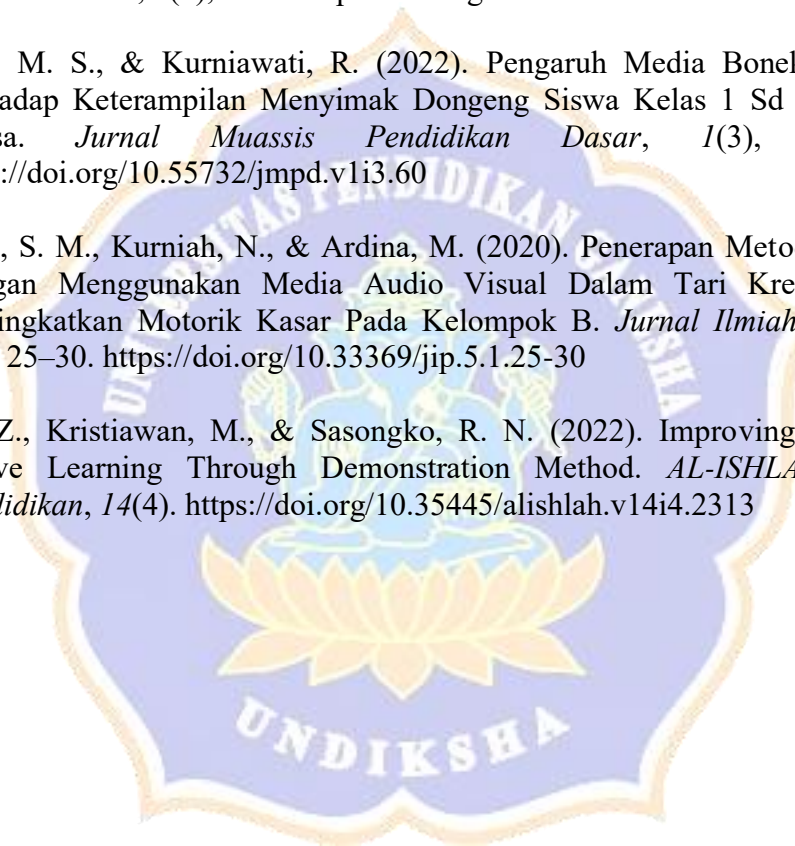 M. S., & Kurniawati, R. (2022). Pengaruh Media Bonek
adap Keterampilan Menyimak Dongeng Siswa Kelas 1 Sd
sa. Jurnal Muassis Pendidikan Dasar, 1(3),
://doi.org/10.55732/jmpd.v1i3.60
, S. M., Kurniah, N., & Ardina, M. (2020). Penerapan Meto
gan Menggunakan Media Audio Visual Dalam Tari Kre
ingkatkan Motorik Kasar Pada Kelompok B. Jurnal Ilmiah
25–30. https://doi.org/10.33369/jip.5.1.25-30
Z., Kristiawan, M., & Sasongko, R. N. (2022). Improving
ve Learning Through Demonstration Method. AL-ISHLA
didikan, 14(4). https://doi.org/10.35445/alishlah.v14i4.2313
UNIVERSITAS PENDIDIKAN GANESHA
UNDIKSHA